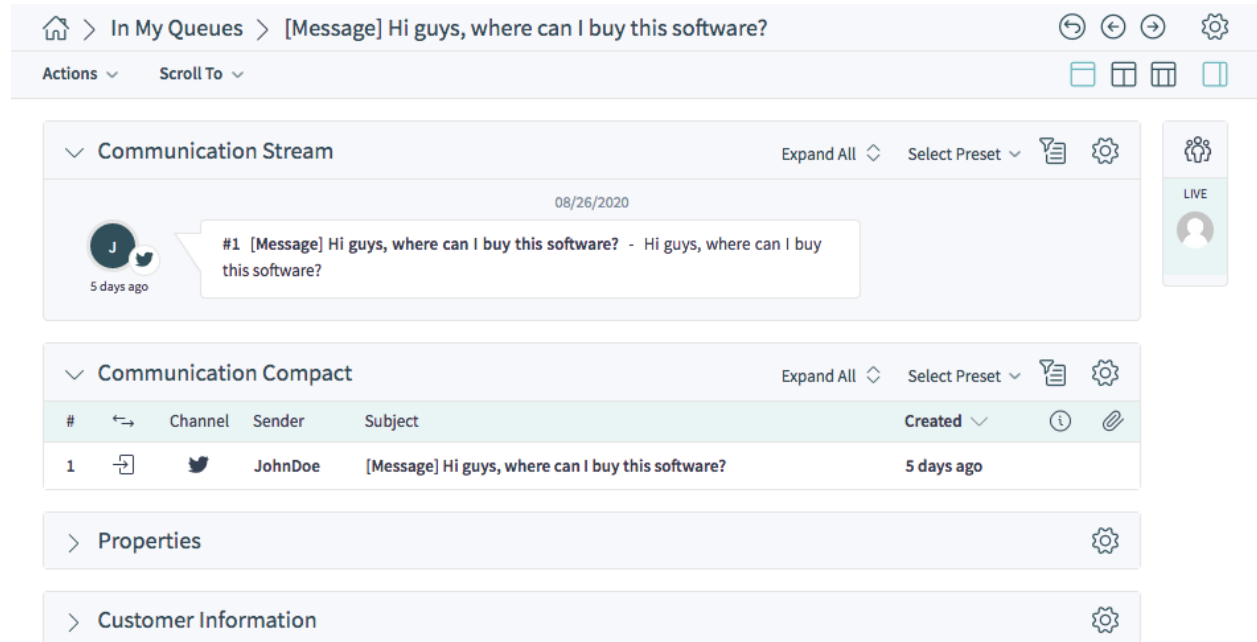 In My Queues > [Message] Hi guys, where can I buy this software?
Actions Scroll To
Communication Stream Expand All Select Preset
08/26/2020
J
#1 [Message] Hi guys, where can I buy this software? - Hi guys, where can I buy
this software?
5 days ago
LIVE
Communication Compact Expand All Select Preset
# Channel Sender Subject Created
1 JohnDoe [Message] Hi guys, where can I buy this software? 5 days ago
Properties
Customer Information